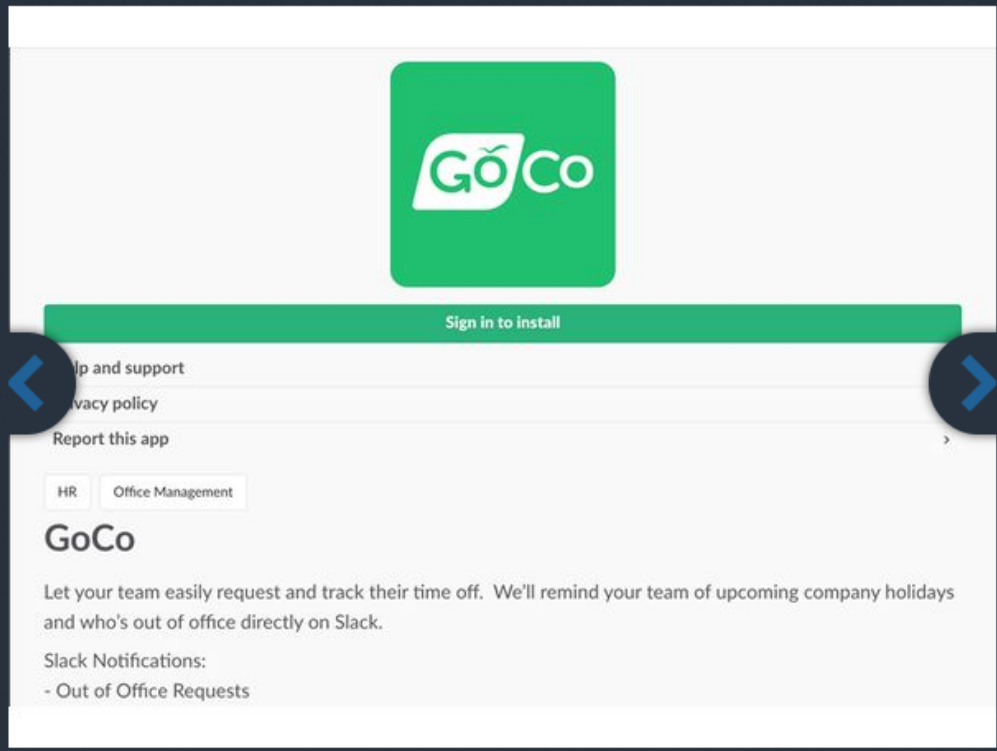 GoCo
Sign in to install
lp and support
vacy policy
Report this app
HR Office Management
GoCo
Let your team easily request and track their time off. We'll remind your team of upcoming company holidays
and who's out of office directly on Slack.
Slack Notifications:
- Out of Office Requests